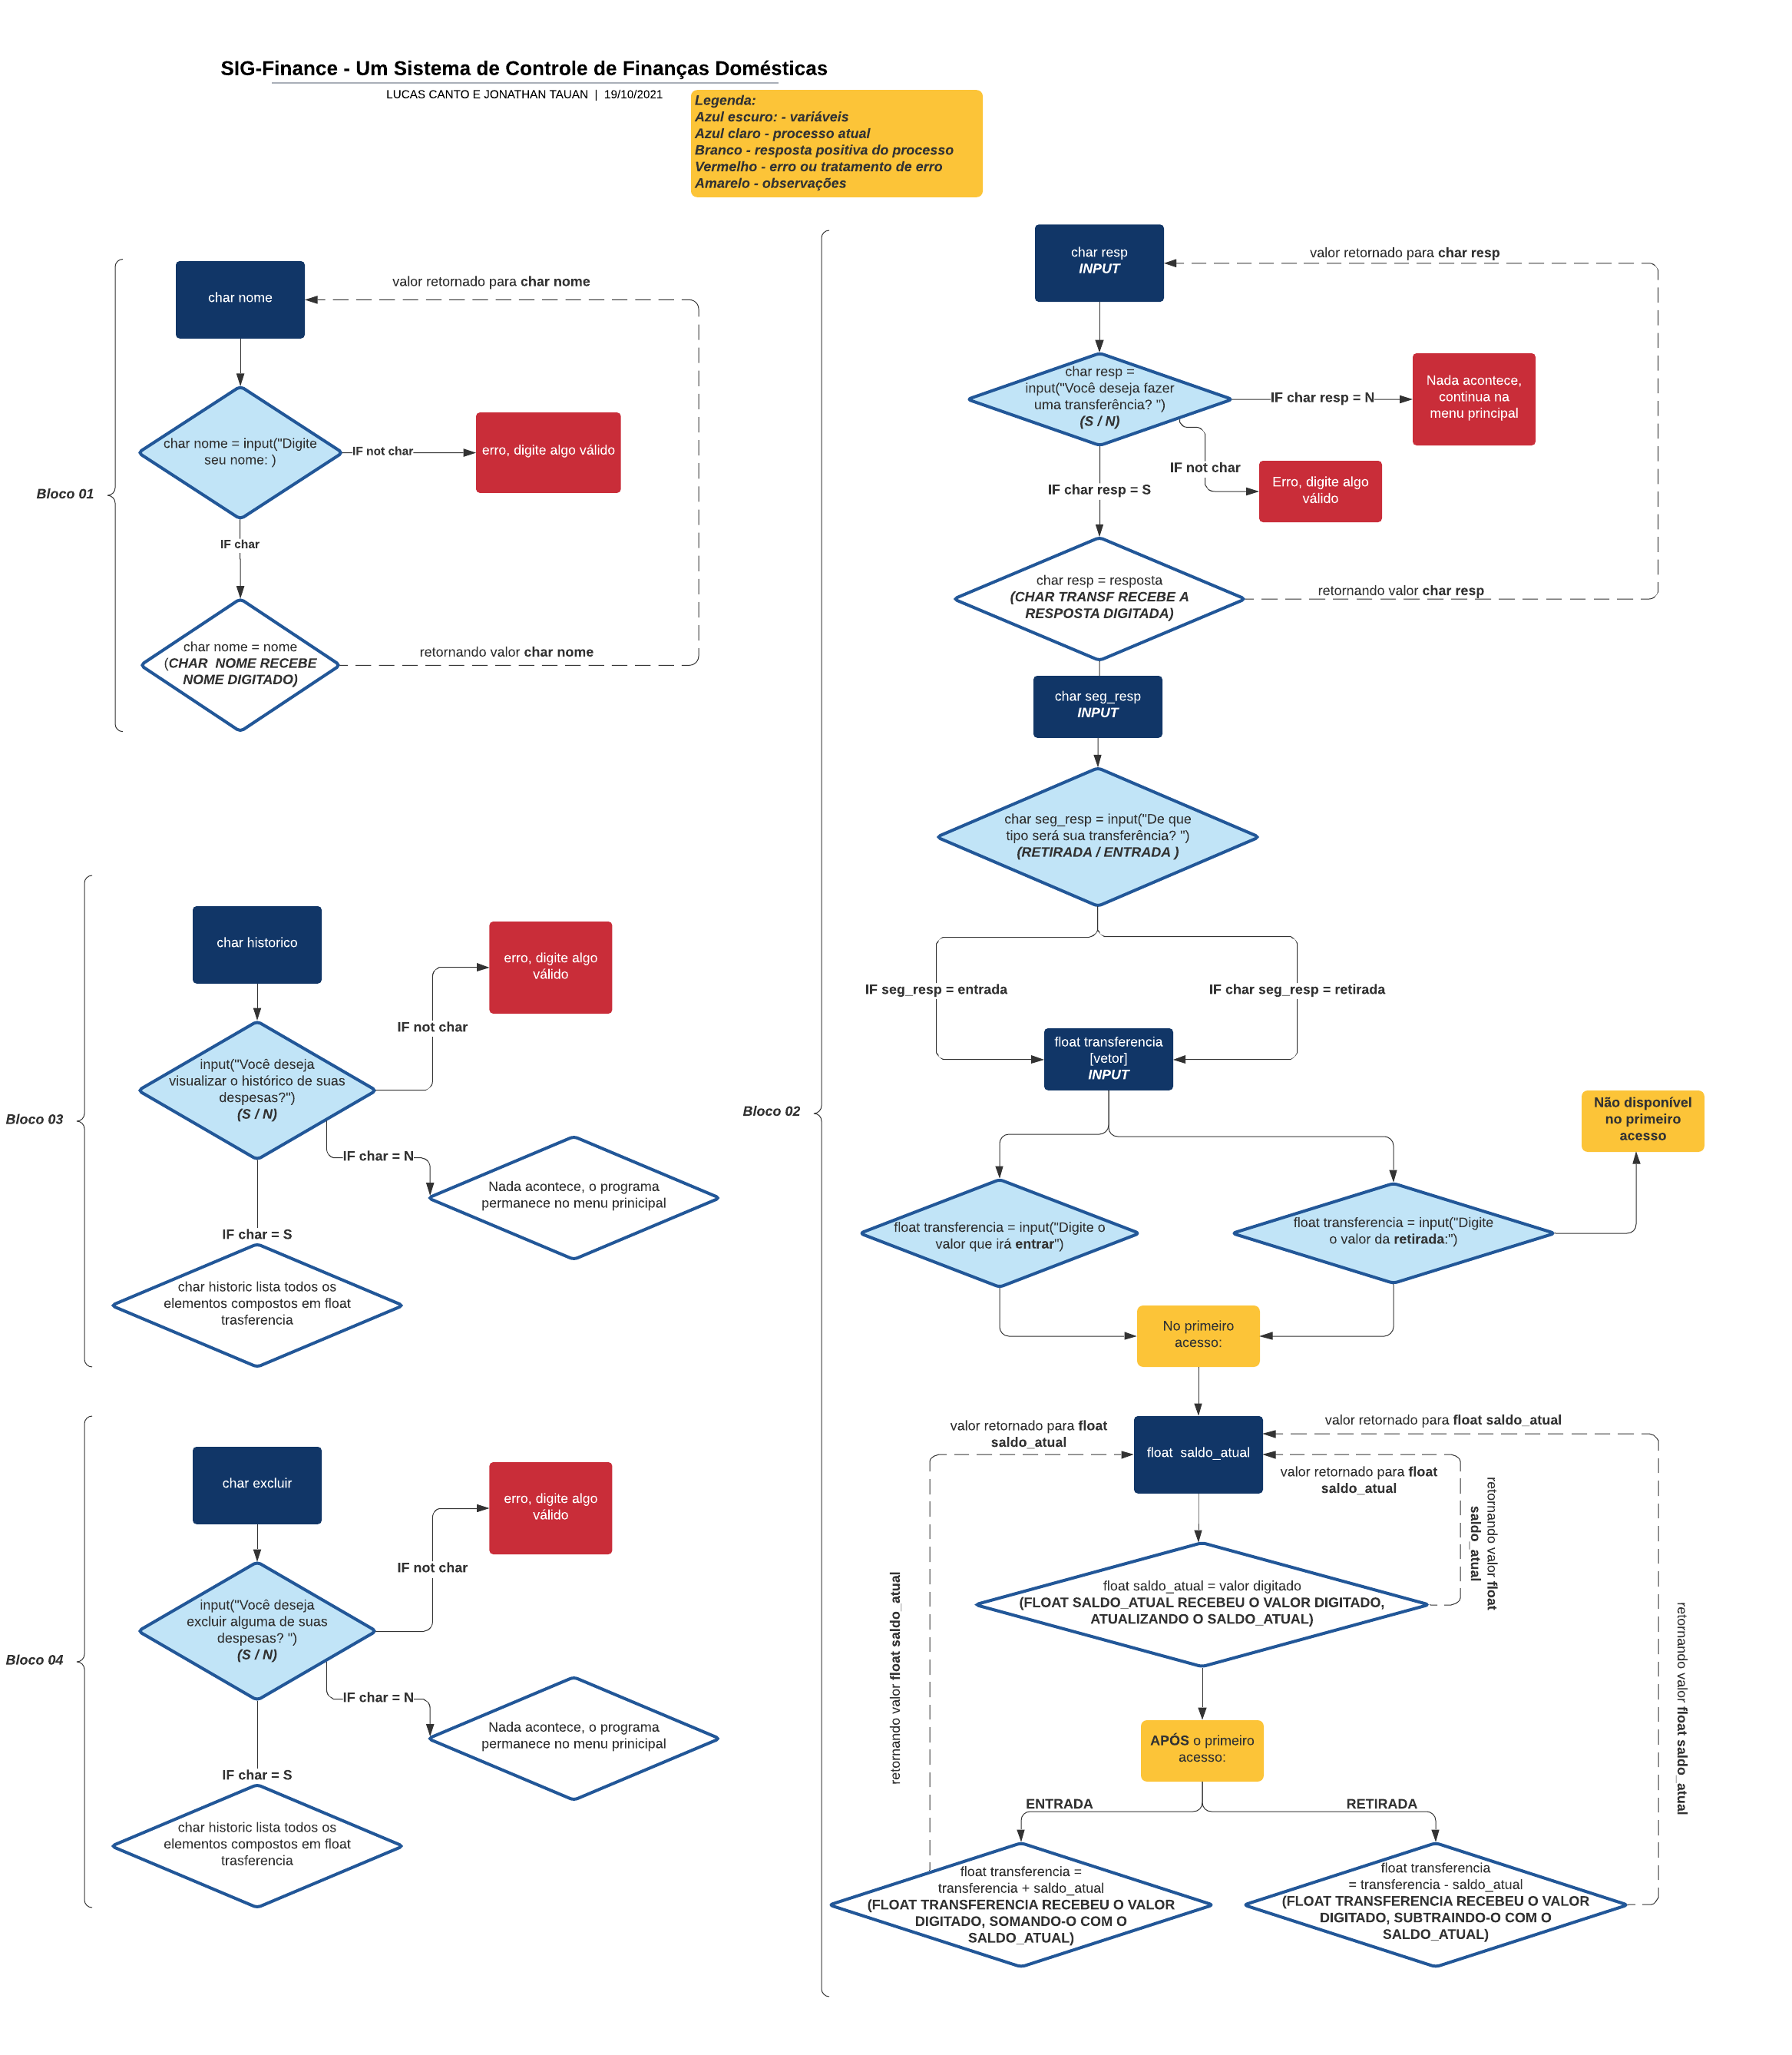 SIG-Finance - Um Sistema de Controle de Finanças Domésticas
LUCAS CANTO E JONATHAN TAUAN | 19/10/2021
Legenda:
Azul escuro: - variáveis
Azul claro - processo atual
Branco - resposta positiva do processo
Vermelho - erro ou tratamento de erro
Amarelo - observações
Bloco 01
char nome
valor retornado para char nome
char nome = input("Digite
seu nome: )
IF not char
erro, digite algo válido
IF char
char nome = nome
(CHAR  NOME RECEBE
NOME DIGITADO)
retornando valor char nome
Bloco 03
char historico
erro, digite algo
válido
IF not char
input("Você deseja
visualizar o histórico de suas
despesas?")
(S / N)
IF char = N
Nada acontece, o programa
permanece no menu prinicipal
IF char = S
char historic lista todos os
elementos compostos em float
trasferencia
Bloco 04
char excluir
erro, digite algo
válido
IF not char
input("Você deseja
excluir alguma de suas
despesas? ")
(S / N)
IF char = N
Nada acontece, o programa
permanece no menu prinicipal
IF char = S
char historic lista todos os
elementos compostos em float
trasferencia
Bloco 02
char resp
INPUT
valor retornado para char resp
char resp =
input("Você deseja fazer
uma transferência? ")
(S / N)
IF char resp = N
Nada acontece,
continua na
menu principal
IF not char
Erro, digite algo
válido
IF char resp = S
char resp = resposta
(CHAR TRANSF RECEBE A
RESPOSTA DIGITADA)
retornando valor char resp
char seg_resp
INPUT
char seg_resp = input("De que
tipo será sua transferência? ")
(RETIRADA / ENTRADA )
IF seg_resp = entrada
IF char seg_resp = retirada
float transferencia
[vetor]
INPUT
Não disponível
no primeiro
acesso
float transferencia = input("Digite o
valor que irá entrar")
float transferencia = input("Digite
o valor da retirada:")
No primeiro
acesso:
valor retornado para float
saldo_atual
float  saldo_atual
valor retornado para float saldo_atual
valor retornado para float
saldo_atual
retornando valor float
saldo_atual
float saldo_atual = valor digitado
(FLOAT SALDO_ATUAL RECEBEU O VALOR DIGITADO,
ATUALIZANDO O SALDO_ATUAL)
retornando valor float saldo_atual
retornando valor float saldo_atual
APÓS o primeiro
acesso:
ENTRADA
RETIRADA
float transferencia =
transferencia + saldo_atual
(FLOAT TRANSFERENCIA RECEBEU O VALOR
DIGITADO, SOMANDO-O COM O
SALDO_ATUAL)
float transferencia
= transferencia - saldo_atual
(FLOAT TRANSFERENCIA RECEBEU O VALOR
DIGITADO, SUBTRAINDO-O COM O
SALDO_ATUAL)